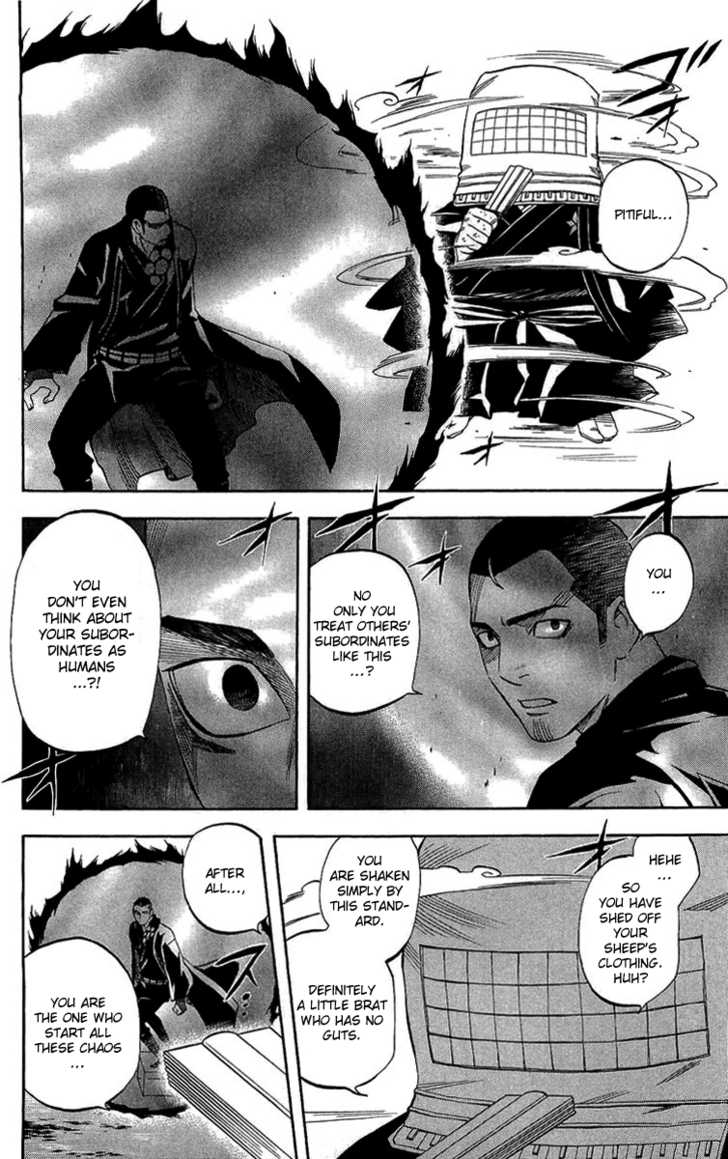 PITIFUL...
YOU
...
NO
ONLY YOU
TREAT OTHERS'
SUBORDINATES
LIKE THIS
...?
YOU
DON'T EVEN
THINK ABOUT
YOUR SUBOR-
DINATES AS
HUMANS
...?!
HEHE
...
SO
YOU HAVE
SHED OFF
YOUR
SHEEP'S
CLOTHING.
HUH?
YOU
ARE SHAKEN
SIMPLY BY
THIS STAND-
ARD.
DEFINITELY
A LITTLE BRAT
WHO HAS NO
GUTS.
AFTER
ALL...,
YOU ARE
THE ONE WHO
START ALL
THESE CHAOS
...